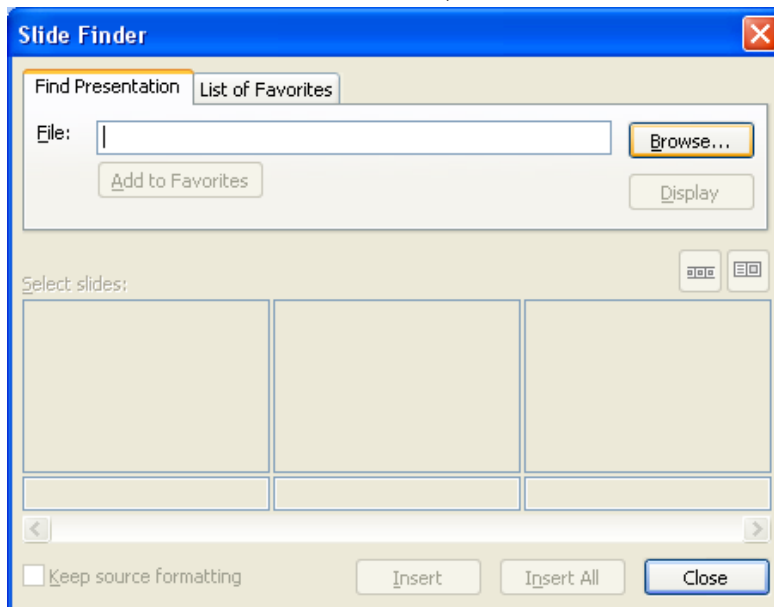 Slide Finder
Find Presentation List of Favorites
File: Browse...
Add to Favorites Display
Select slides:
Keep source formatting Insert Insert All Close